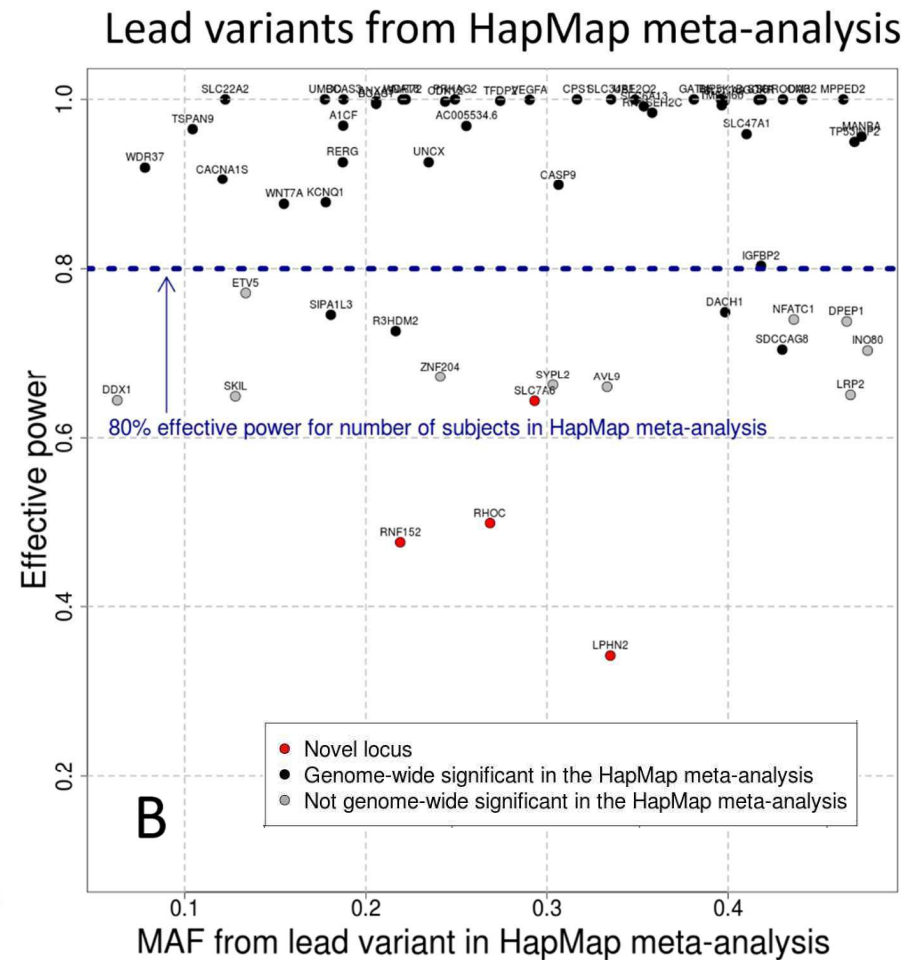 Lead variants from HapMap meta-analysis
Effective power
1.0
0.8
0.6
0.4
0.2
SLC22A2
TFDP2
VEGFA
CPS1
MPPED2
TSPAN9
A1CF
AC005534.6
SLC47A1
MANBA
WDR37
RERG
UNCX
CACNA1S
CASP9
WNT7A
KCNQ1
IGFBP2
ETV5
SIPA1L3
R3HDM2
DACH1
NFATC1
DPEP1
SDCCAG8
INO80
ZNF204
SYPL2
AVL9
LRP2
DDX1
SKIL
SLC7A6
80% effective power for number of subjects in HapMap meta-analysis
RHOC
RNF152
LPHN2
Novel locus
Genome-wide significant in the HapMap meta-analysis
Not genome-wide significant in the HapMap meta-analysis
B
0.1
0.2
0.3
0.4
MAF from lead variant in HapMap meta-analysis